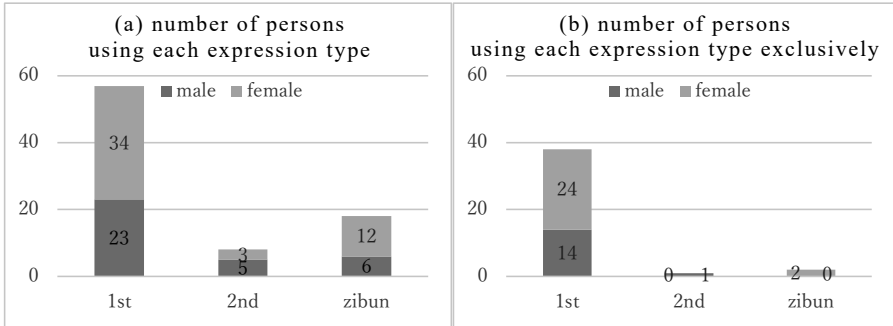 (a) number of persons
using each expression type
60
40
20
0
male female
34
23
3
5
12
6
1st 2nd zibun
(b) number of persons
using each expression type exclusively
60
40
20
0
male female
24
14
0 1
2 0
1st 2nd zibun